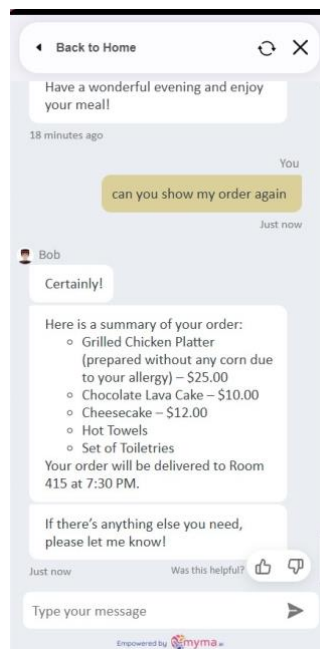 Back to Home
Have a wonderful evening and enjoy
your meal!
18 minutes ago
You
can you show my order again
Just now
Bob
Certainly!
Here is a summary of your order:
Grilled Chicken Platter
(prepared without any corn due
to your allergy) – $25.00
Chocolate Lava Cake – $10.00
Cheesecake – $12.00
Hot Towels
Set of Toiletries
Your order will be delivered to Room
415 at 7:30 PM.
If there's anything else you need,
please let me know!
Just now
Was this helpful?
Type your message
Empowered by myma